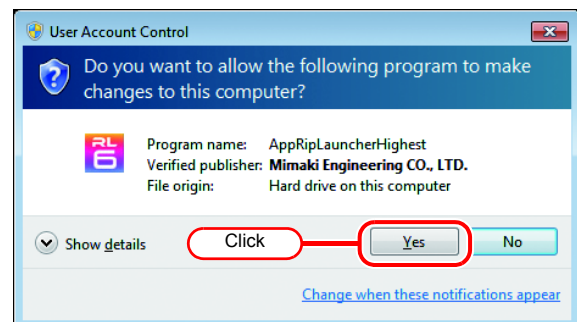 User Account Control
Do you want to allow the following program to make
changes to this computer?
RL
6
Program name: AppRipLauncherHighest
Verified publisher: Mimaki Engineering CO., LTD.
File origin: Hard drive on this computer
Show details
Click
Yes
No
Change when these notifications appear